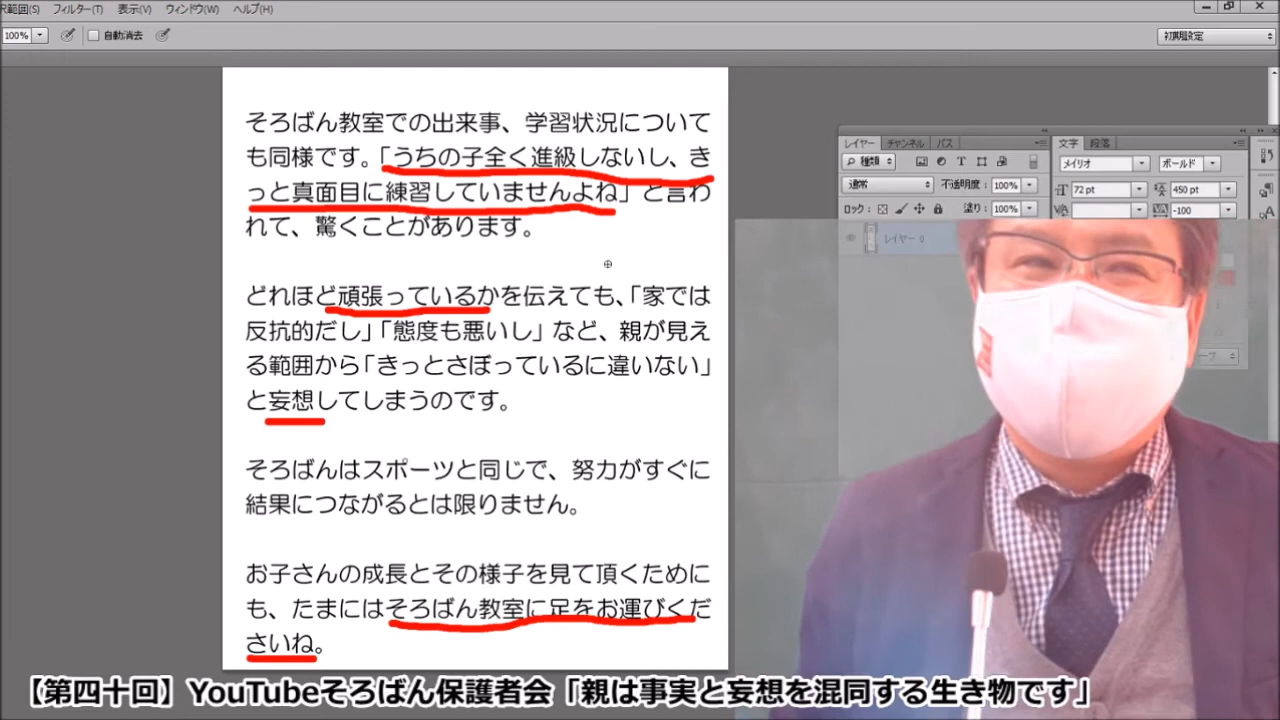 択範囲(S) フィルター(T) 表示(V) ウィンドウ(W) ヘルプ(H)
100% 自動消去 初期設定
そろばん教室での出来事、学習状況について
も同様です。「うちの子全く進級しないし、き
っと真面目に練習していませんよね」と言わ
れて、驚くことがあります。
どれほど頑張っているかを伝えても、「家では
反抗的だし」「態度も悪いし」など、親が見え
る範囲から「きっとさぼっているに違いない」
と妄想してしまうのです。
そろばんはスポーツと同じで、努力がすぐに
結果につながるとは限りません。
お子さんの成長とその様子を見て頂くために
も、たまにはそろばん教室に足をお運びくだ
さいね。
レイヤー チャンネル パス
種類
通常 不透明度: 100%
ロック: 塗り: 100%
レイヤー 0
文字 段落
メイリオ ボールド
72 pt 450 pt
-100
【第四十回】YouTubeそろばん保護者会「親は事実と妄想を混同する生き物です」